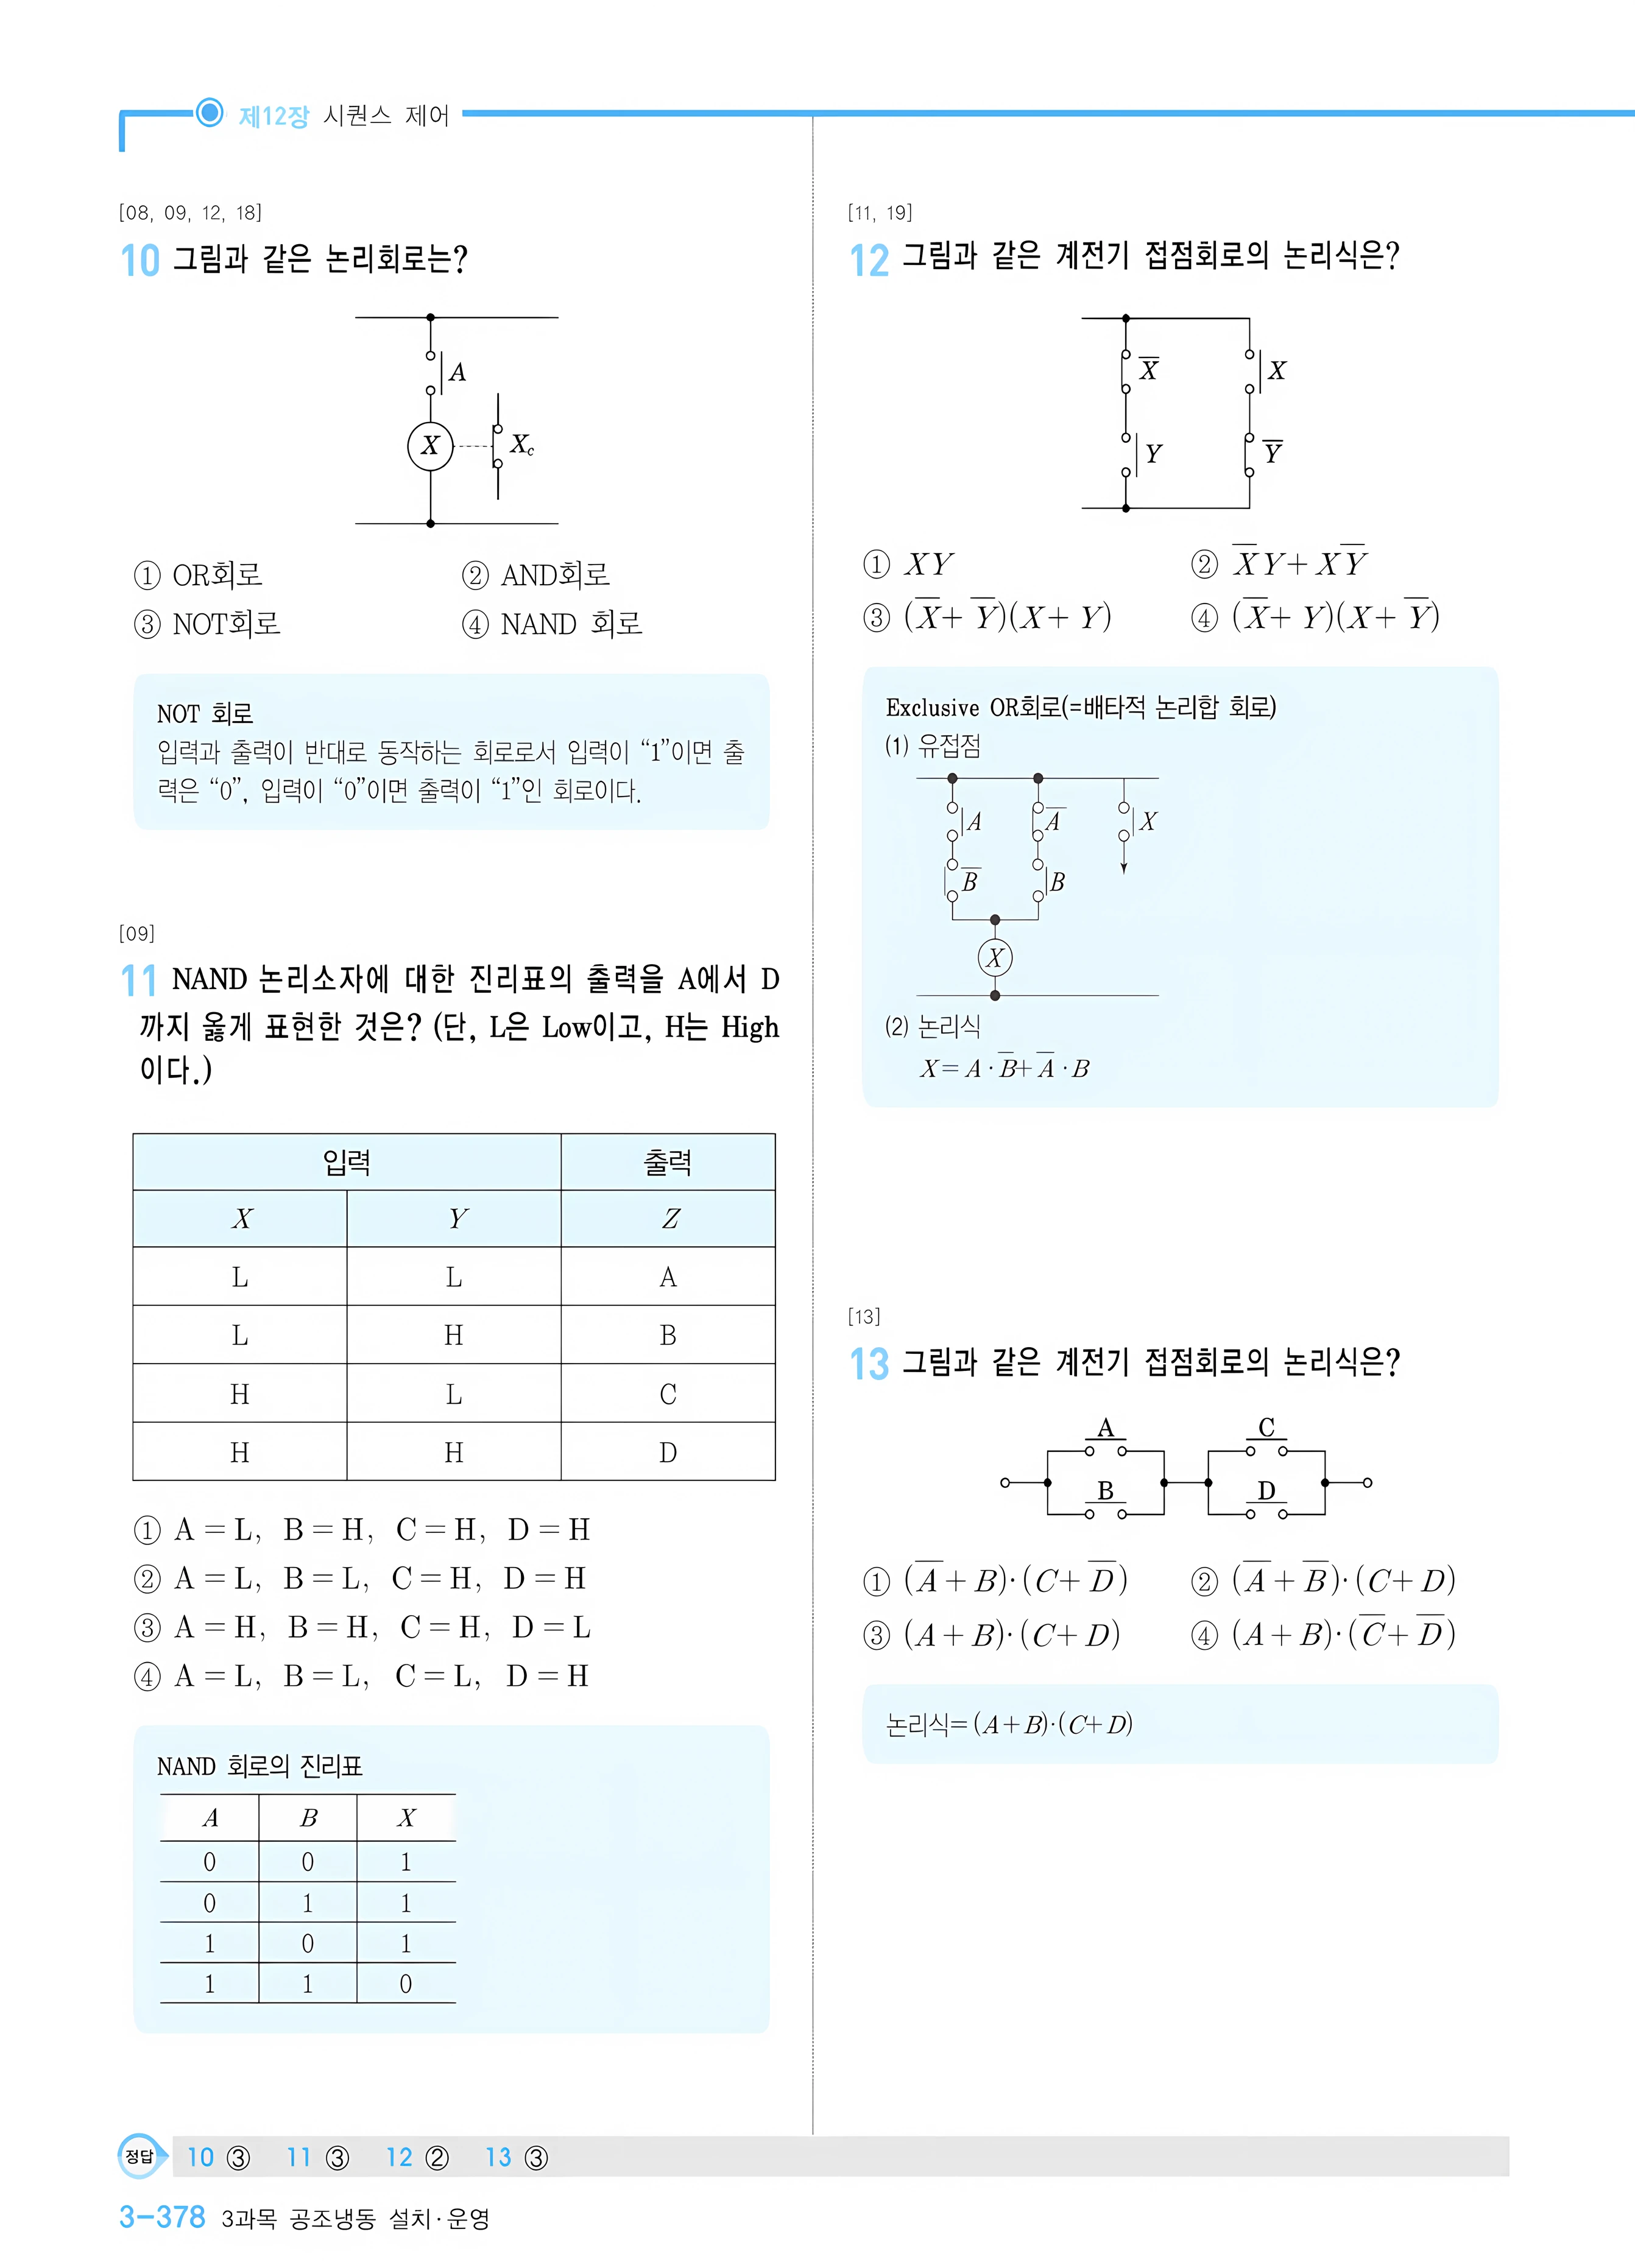 제12장 시퀀스 제어
[08, 09, 12, 18]
10 그림과 같은 논리회로는?
A
X
Xc
① OR회로 ② AND회로
③ NOT회로 ④ NAND 회로
NOT 회로
입력과 출력이 반대로 동작하는 회로로서 입력이 “1”이면 출
력은 “0”, 입력이 “0”이면 출력이 “1”인 회로이다.
[09]
11 NAND 논리소자에 대한 진리표의 출력을 A에서 D
까지 옳게 표현한 것은? (단, L은 Low이고, H는 High
이다.)
입력 출력
X Y Z
L L A
L H B
H L C
H H D
① A = L, B = H, C = H, D = H
② A = L, B = L, C = H, D = H
③ A = H, B = H, C = H, D = L
④ A = L, B = L, C = L, D = H
NAND 회로의 진리표
A B X
0 0 1
0 1 1
1 0 1
1 1 0
[11, 19]
12 그림과 같은 계전기 접점회로의 논리식은?
X̅ X
Y Y̅
① XY ② X̅Y+XY̅
③ (X̅+Y̅)(X+Y) ④ (X̅+Y)(X+Y̅)
Exclusive OR회로(=배타적 논리합 회로)
(1) 유접점
A A̅ X
B̅ B
X
(2) 논리식
X=A·B̅+A̅·B
[13]
13 그림과 같은 계전기 접점회로의 논리식은?
A C
B D
① (A̅+B)·(C+D̅) ② (A̅+B̅)·(C+D)
③ (A+B)·(C+D) ④ (A+B)·(C̅+D̅)
논리식=(A+B)·(C+D)
정답 10 ③ 11 ③ 12 ② 13 ③
3-378 3과목 공조냉동 설치·운영